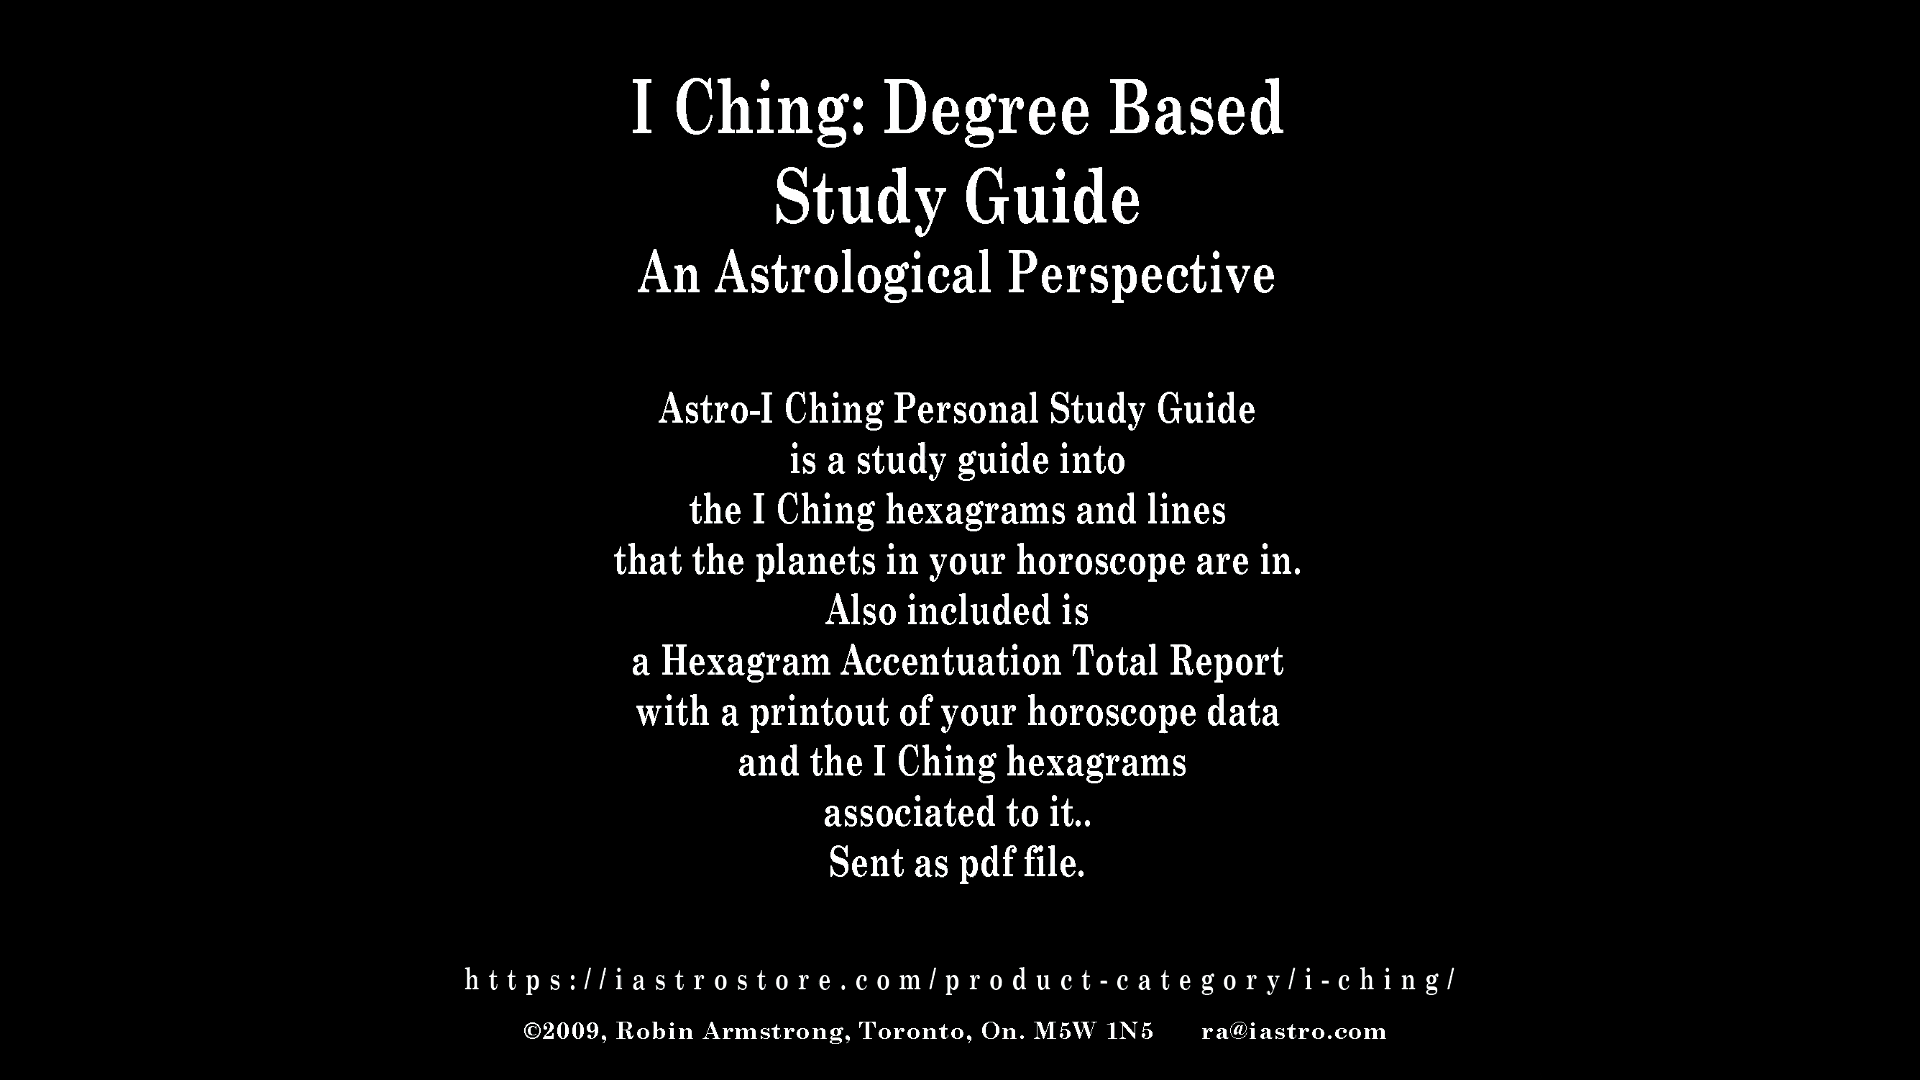 I Ching: Degree Based
Study Guide
An Astrological Perspective
Astro-I Ching Personal Study Guide
is a study guide into
the I Ching hexagrams and lines
that the planets in your horoscope are in.
Also included is
a Hexagram Accentuation Total Report
with a printout of your horoscope data
and the I Ching hexagrams
associated to it..
Sent as pdf file.
https://iastrostore.com/product-category/i-ching/
©2009, Robin Armstrong, Toronto, On. M5W 1N5 ra@iastro.com